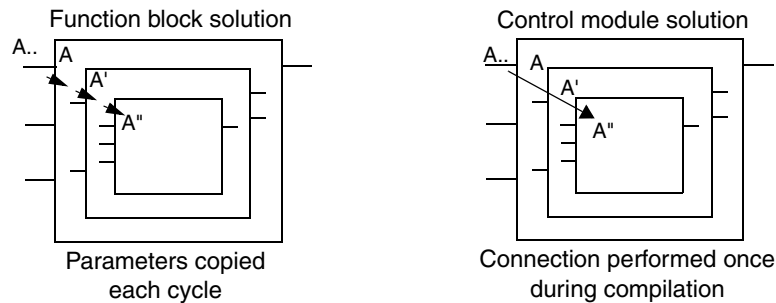 Function block solution
A..
A
A'
A"
Parameters copied
each cycle
Control module solution
A..
A
A'
A"
Connection performed once
during compilation